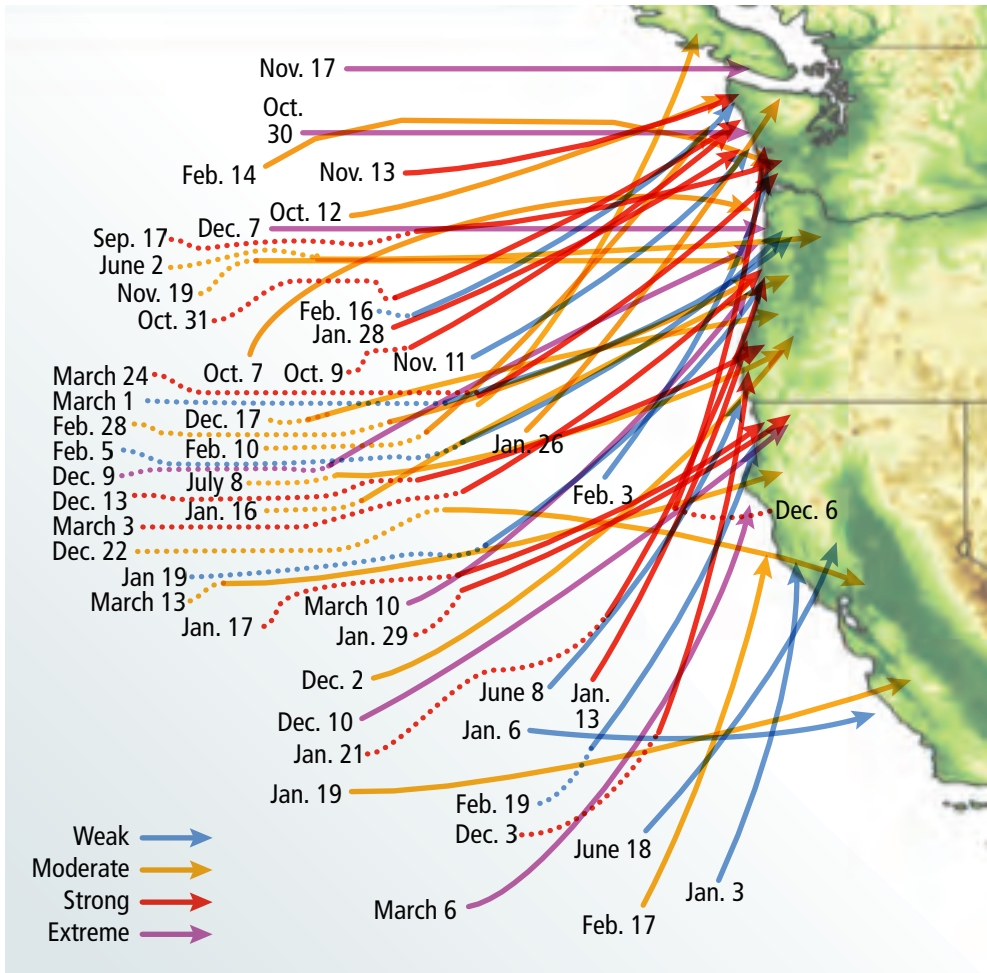 Nov. 17
Oct.
30
Feb. 14
Nov. 13
Oct. 12
Sep. 17
Dec. 7
June 2
Nov. 19
Oct. 31
Feb. 16
Jan. 28
Nov. 11
Oct. 7
Oct. 9
March 24
March 1
Feb. 28
Dec. 17
Feb. 5
Feb. 10
Jan. 26
Dec. 9
July 8
Dec. 13
Jan. 16
Feb. 3
March 3
Dec. 6
Dec. 22
Jan 19
March 13
Jan. 17
March 10
Jan. 29
Dec. 2
June 8
Jan.
13
Dec. 10
Jan. 6
Jan. 21
Jan. 19
Feb. 19
Dec. 3
June 18
Jan. 3
March 6
Feb. 17
Weak
Moderate
Strong
Extreme